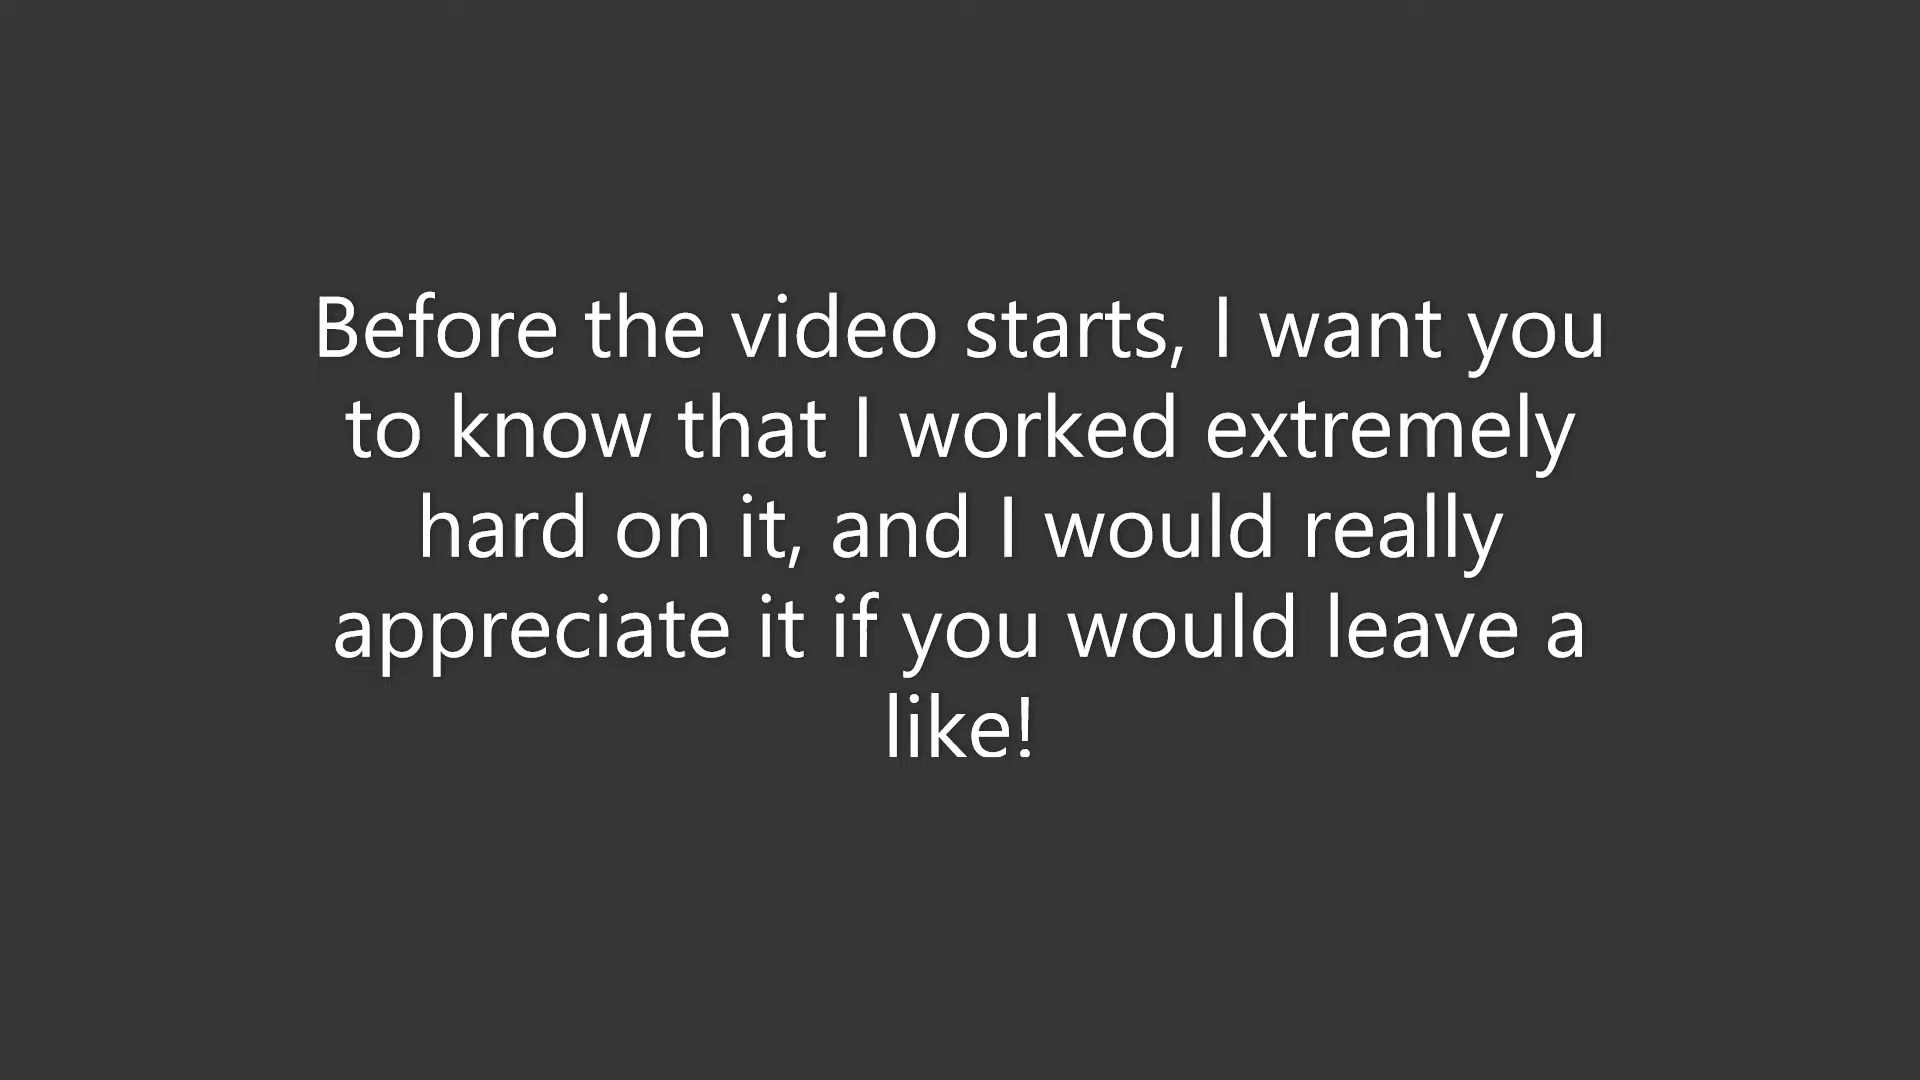 Before the video starts, I want you
to know that I worked extremely
hard on it, and I would really
appreciate it if you would leave a
like!